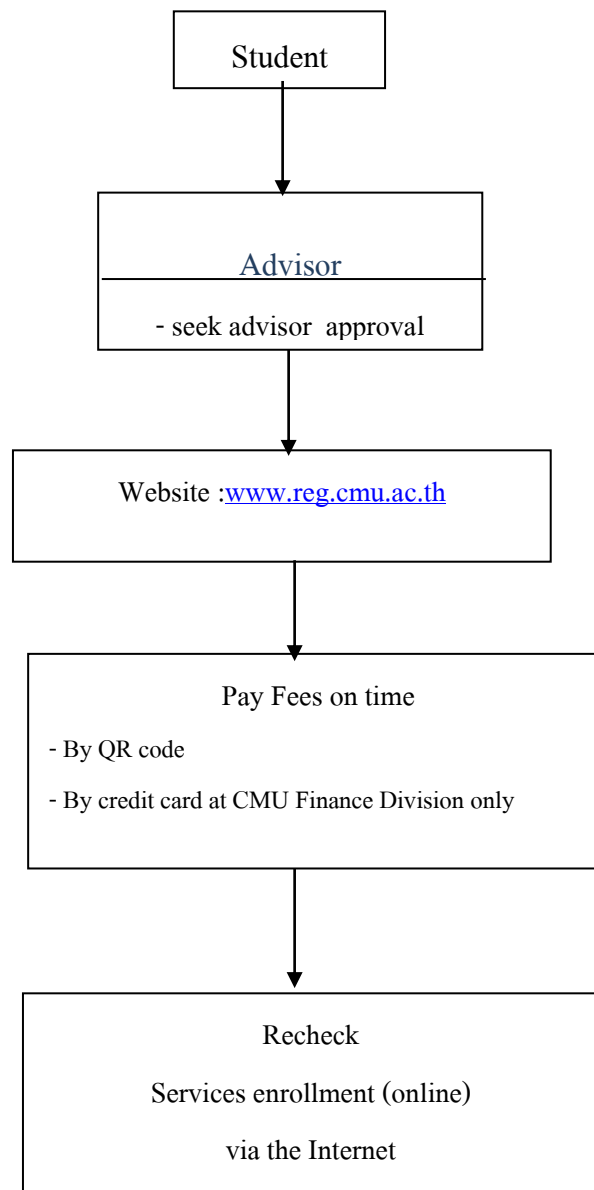 Student
Advisor
- seek advisor approval
Website :www.reg.cmu.ac.th
Pay Fees on time
- By QR code
- By credit card at CMU Finance Division only
Recheck
Services enrollment (online)
via the Internet